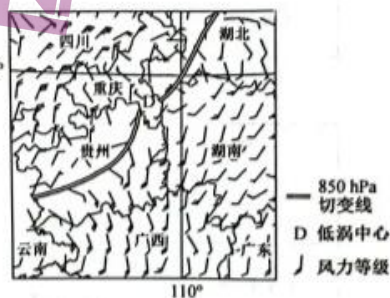 四川
湖北
重庆
D
贵州
湖南
850 hPa
切变线
D 低涡中心
云南
广西
广东
风力等级
110°